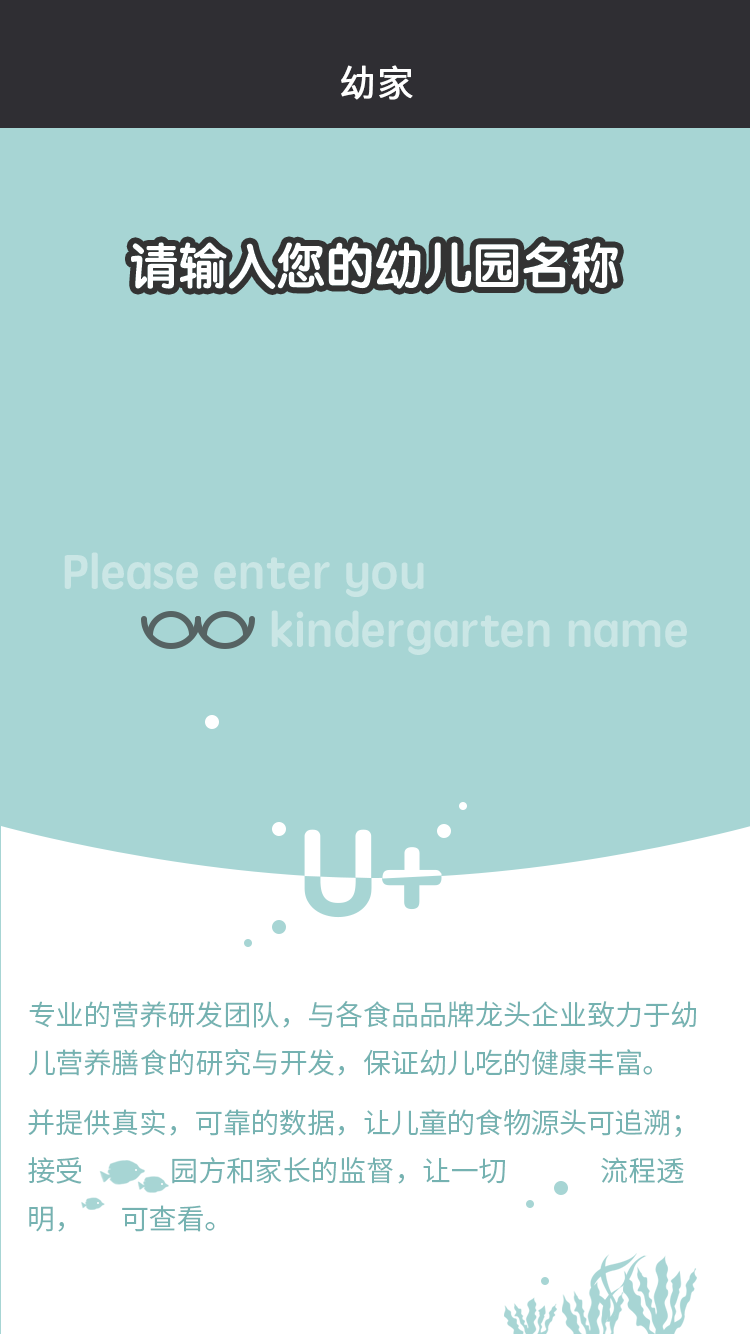 幼家
请输入您的幼儿园名称
Please enter you
kindergarten name
U+
专业的营养研发团队，与各食品品牌龙头企业致力于幼
儿营养膳食的研究与开发，保证幼儿吃的健康丰富。
并提供真实，可靠的数据，让儿童的食物源头可追溯；
接受 园方和家长的监督，让一切 流程透
明， 可查看。